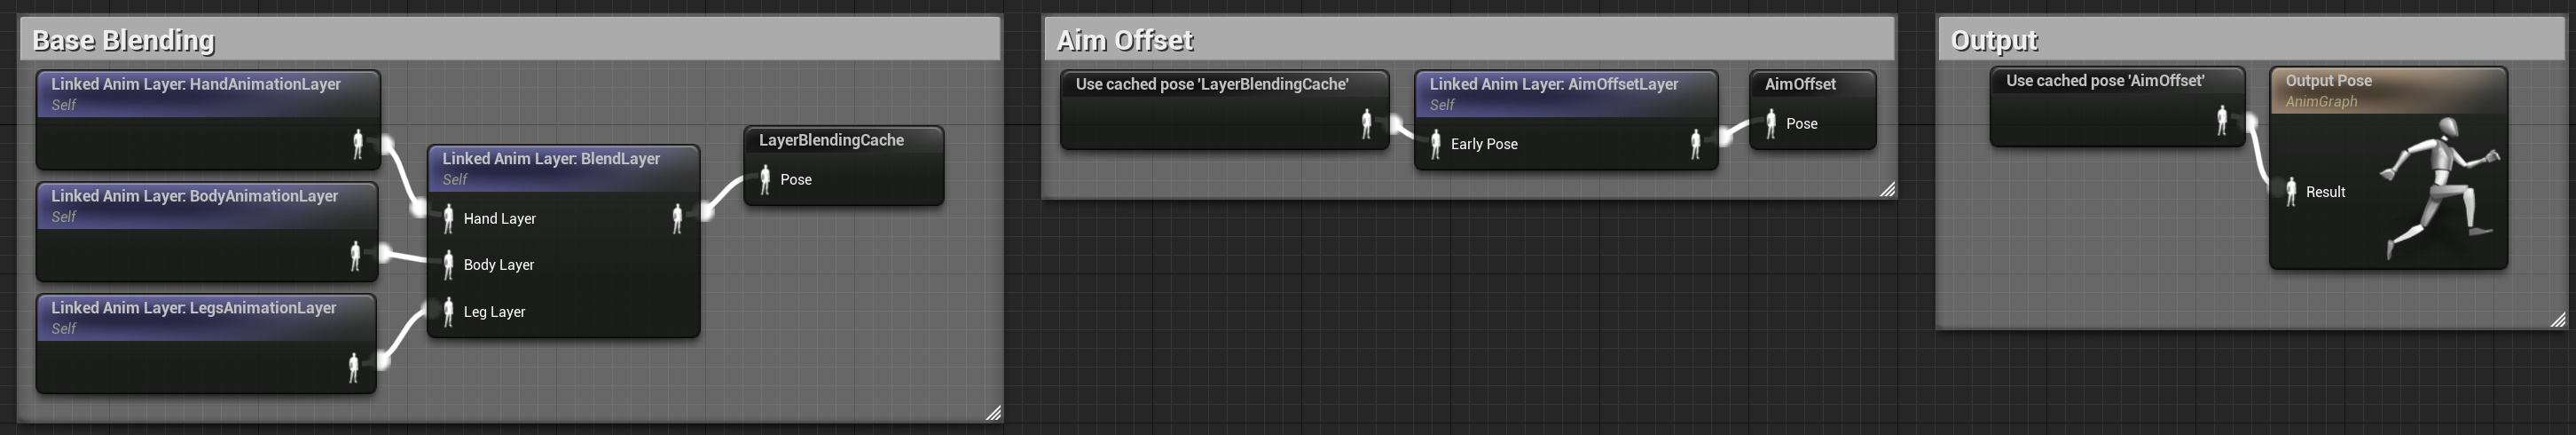 Base Blending
Linked Anim Layer: HandAnimationLayer
Self
Linked Anim Layer: BodyAnimationLayer
Self
Linked Anim Layer: LegsAnimationLayer
Self
Linked Anim Layer: BlendLayer
Self
Hand Layer
Body Layer
Leg Layer
LayerBlendingCache
Pose
Aim Offset
Use cached pose 'LayerBlendingCache'
Linked Anim Layer: AimOffsetLayer
Self
Early Pose
AimOffset
Pose
Output
Use cached pose 'AimOffset'
Output Pose
AnimGraph
Result